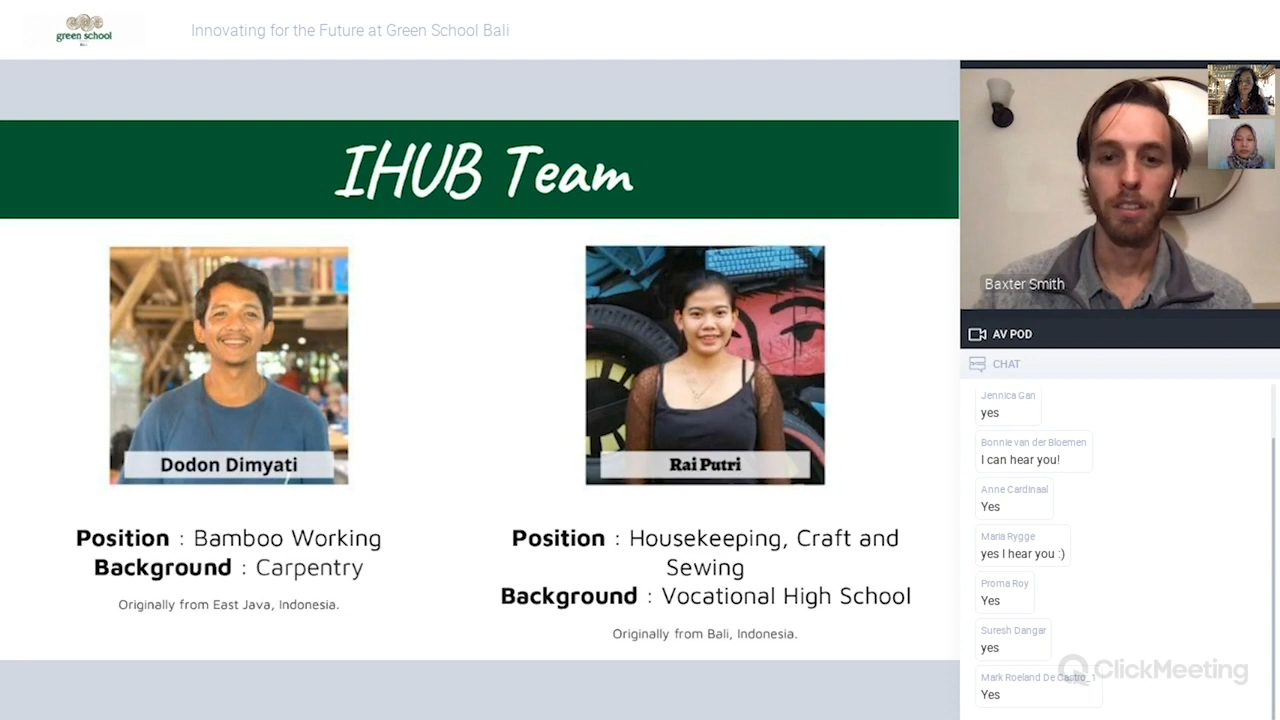 green school
BALI
Innovating for the Future at Green School Bali
IHUB Team
Dodon Dimyati
Position : Bamboo Working
Background : Carpentry
Originally from East Java, Indonesia.
Rai Putri
Position : Housekeeping, Craft and
Sewing
Background : Vocational High School
Originally from Bali, Indonesia.
Baxter Smith
AV POD
CHAT
Jennica Gan
yes
Bonnie van der Bloemen
I can hear you!
Anne Cardinaal
Yes
Maria Rygge
yes I hear you :)
Proma Roy
Yes
Suresh Dangar
yes
Mark Roeland De Castro_1
Yes
ClickMeeting